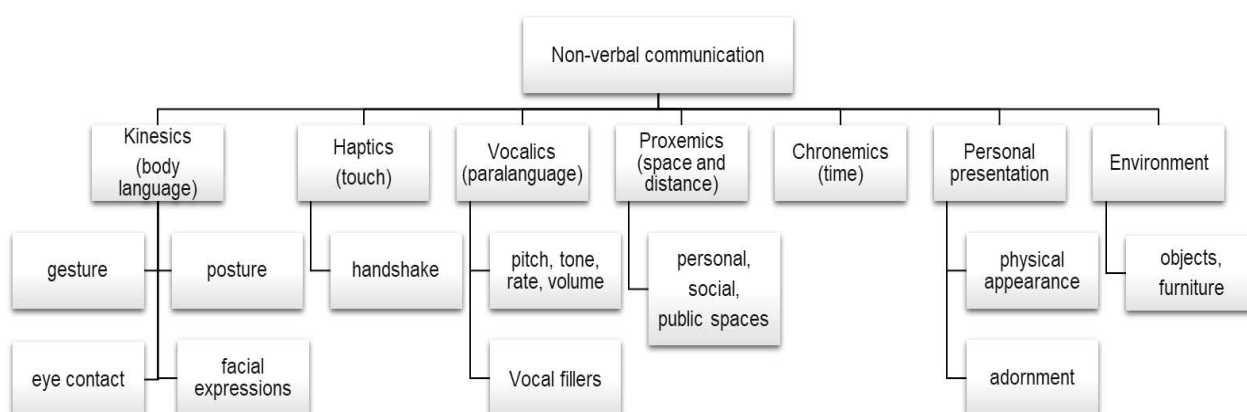 Non-verbal communication
Kinesics
(body
language)
Haptics
(touch)
Vocalics
(paralanguage)
Proxemics
(space and
distance)
Chronemics
(time)
Personal
presentation
Environment
gesture
posture
handshake
pitch, tone,
rate, volume
personal,
social,
public spaces
physical
appearance
objects,
furniture
eye contact
facial
expressions
Vocal fillers
adornment